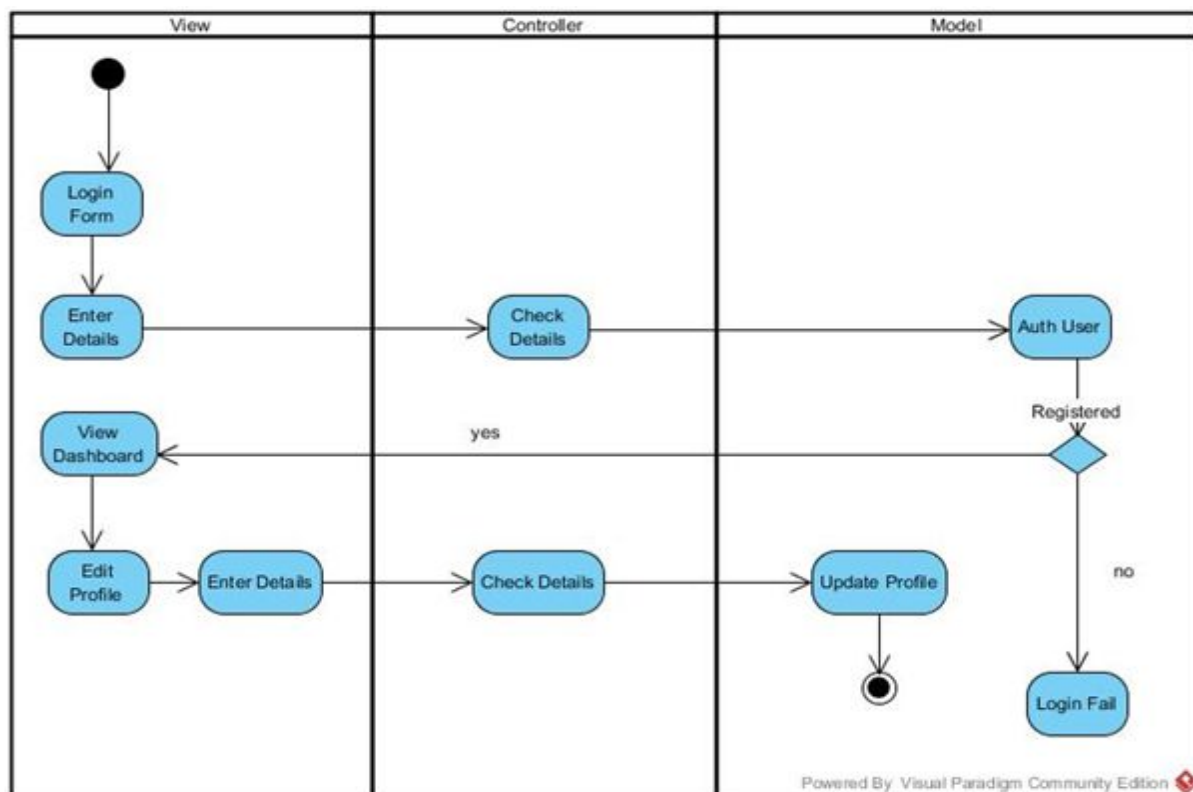 View
Controller
Model
Login
Form
Enter
Details
Check
Details
Auth User
Registered
View
Dashboard
yes
Edit
Profile
Enter Details
Check Details
Update Profile
no
Login Fail
Powered By Visual Paradigm Community Edition